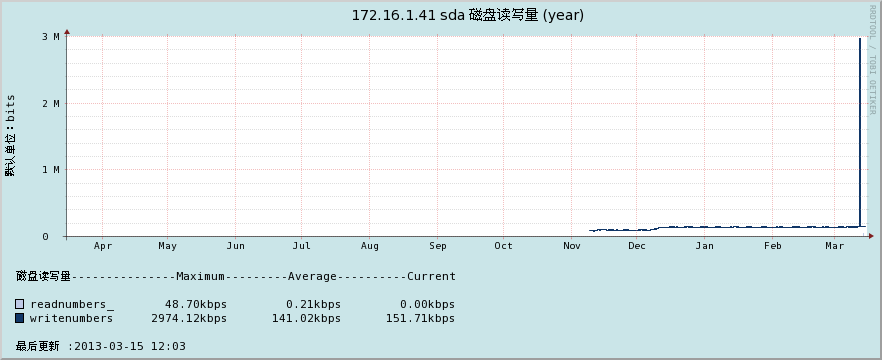 172.16.1.41 sda 磁盘读写量 (year)
RRDTOOL / TOBI OETIKER
默认单位：bits
3 M
2 M
1 M
0
Apr May Jun Jul Aug Sep Oct Nov Dec Jan Feb Mar
磁盘读写量---------------Maximum---------Average----------Current
readnumbers_ 48.70kbps 0.21kbps 0.00kbps
writenumbers 2974.12kbps 141.02kbps 151.71kbps
最后更新 :2013-03-15 12:03